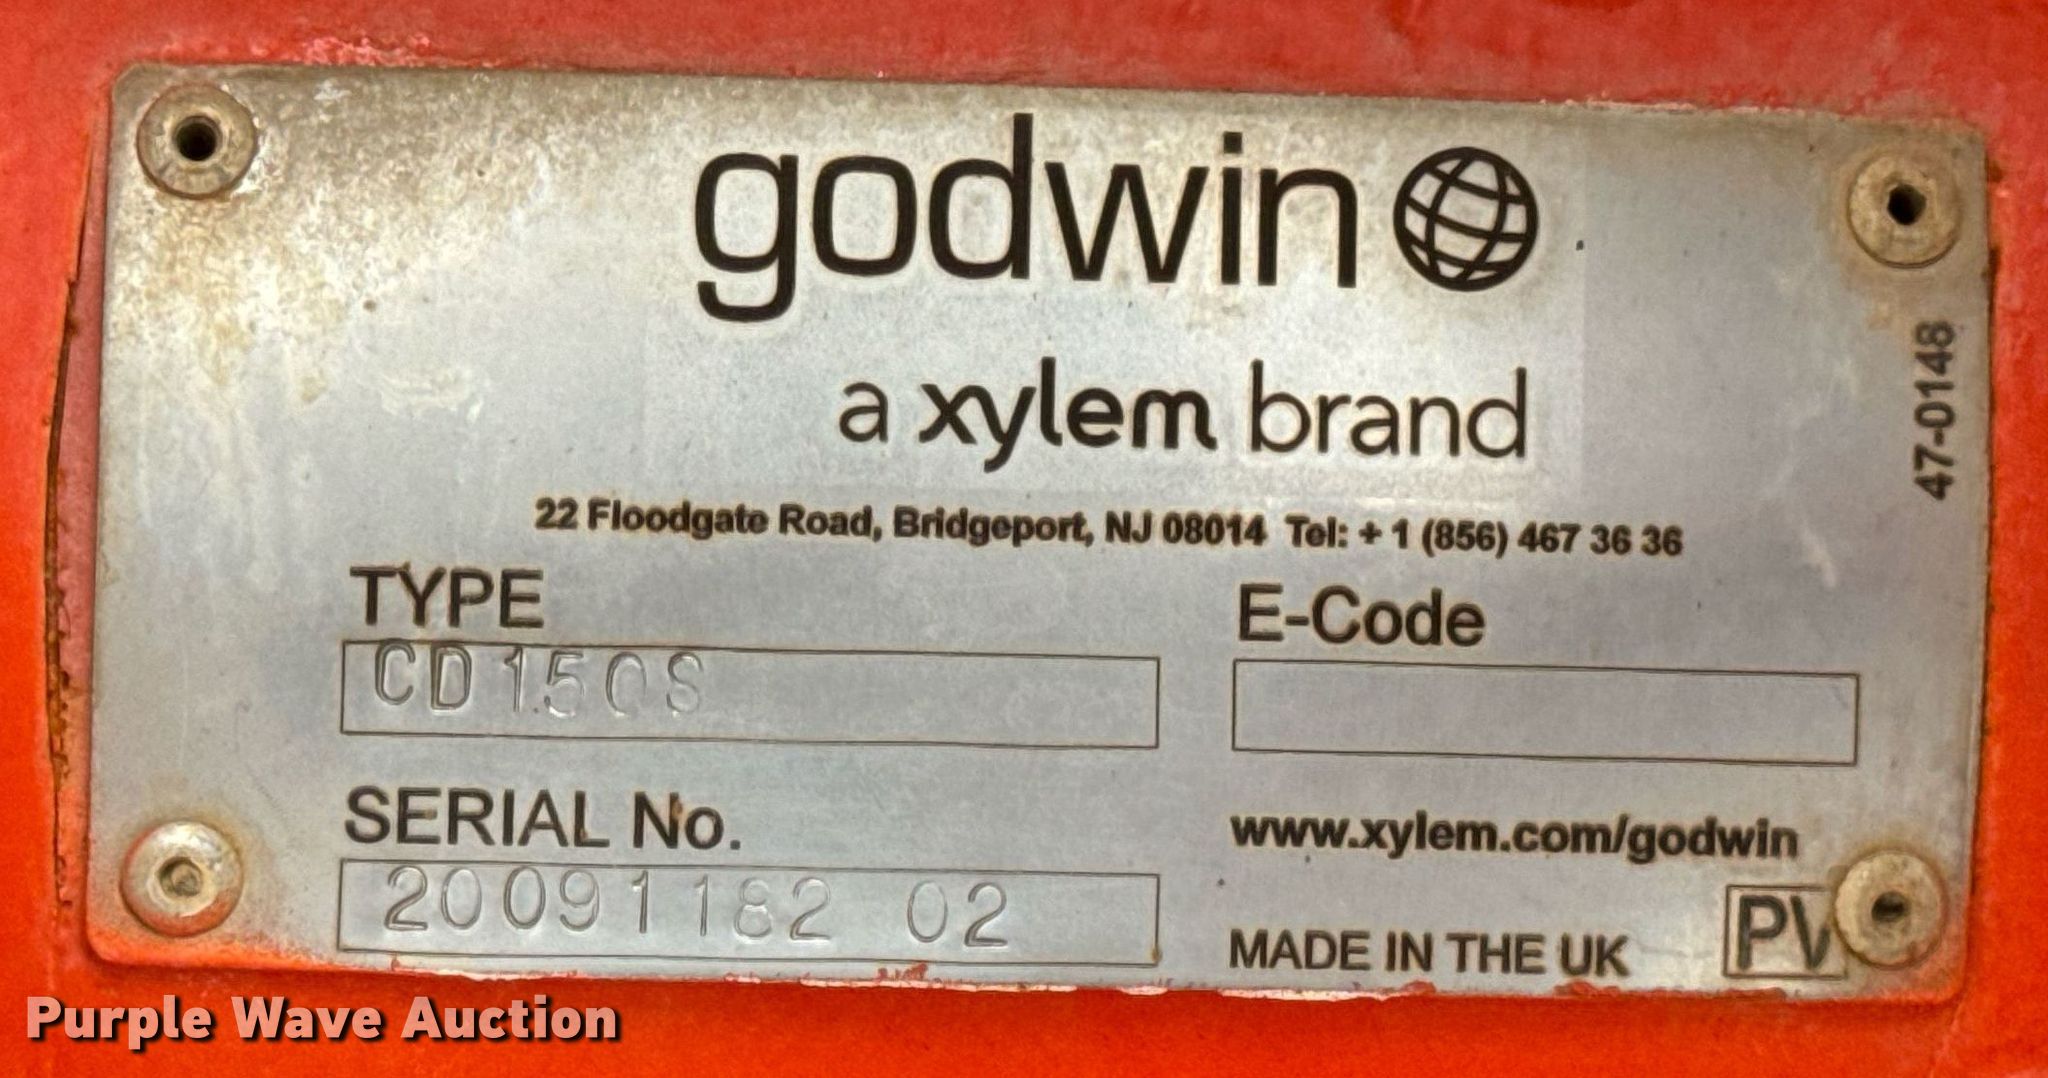 godwin
a xylem brand
47-0148
22 Floodgate Road, Bridgeport, NJ 08014 Tel: + 1 (856) 467 36 36
TYPE
CD150S
E-Code
SERIAL No.
20091182 02
www.xylem.com/godwin
MADE IN THE UK
PV
Purple Wave Auction